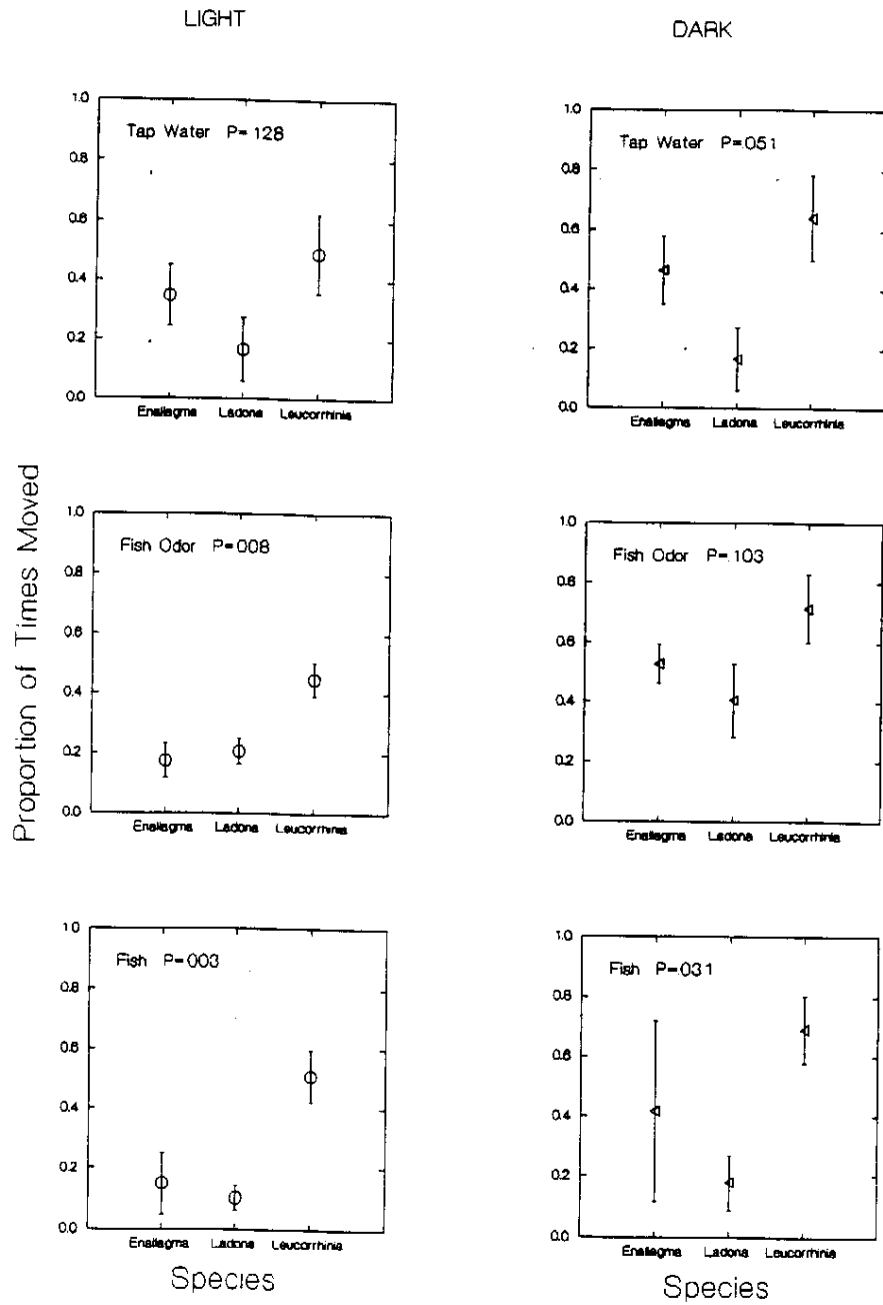 LIGHT
DARK
1.0
0.8
0.6
0.4
0.2
0.0
Tap Water P=.128
Enallagma Ladona Leucorrhinia
1.0
0.8
0.6
0.4
0.2
0.0
Tap Water P=.051
Enallagma Ladona Leucorrhinia
Proportion of Times Moved
1.0
0.8
0.6
0.4
0.2
0.0
Fish Odor P=.008
Enallagma Ladona Leucorrhinia
1.0
0.8
0.6
0.4
0.2
0.0
Fish Odor P=.103
Enallagma Ladona Leucorrhinia
1.0
0.8
0.6
0.4
0.2
0.0
Fish P=.003
Enallagma Ladona Leucorrhinia
Species
1.0
0.8
0.6
0.4
0.2
0.0
Fish P=.031
Enallagma Ladona Leucorrhinia
Species